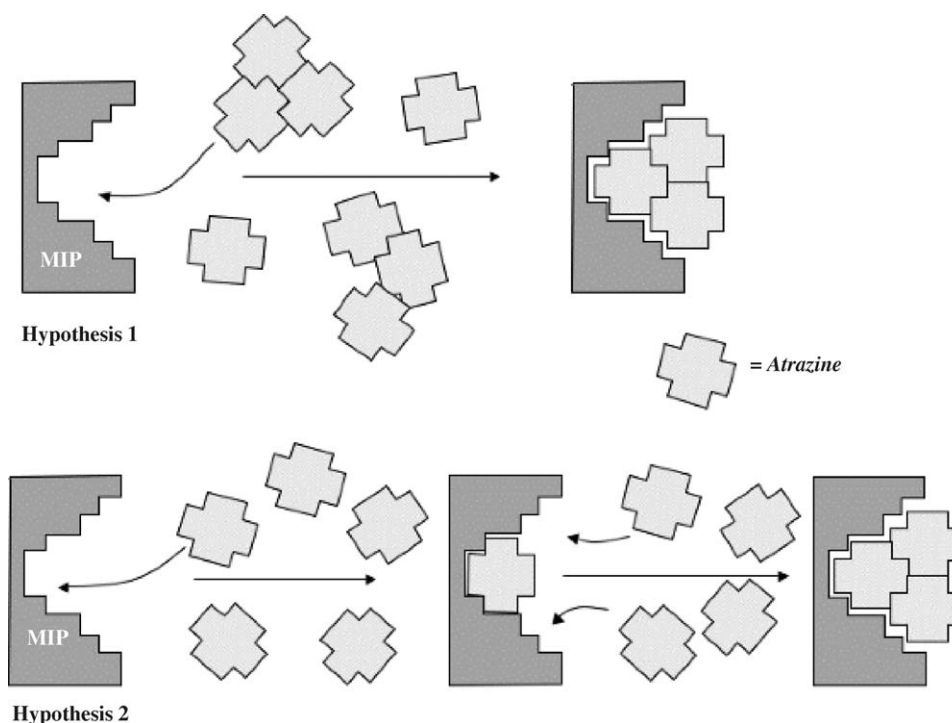 MIP
Hypothesis 1
= Atrazine
MIP
Hypothesis 2